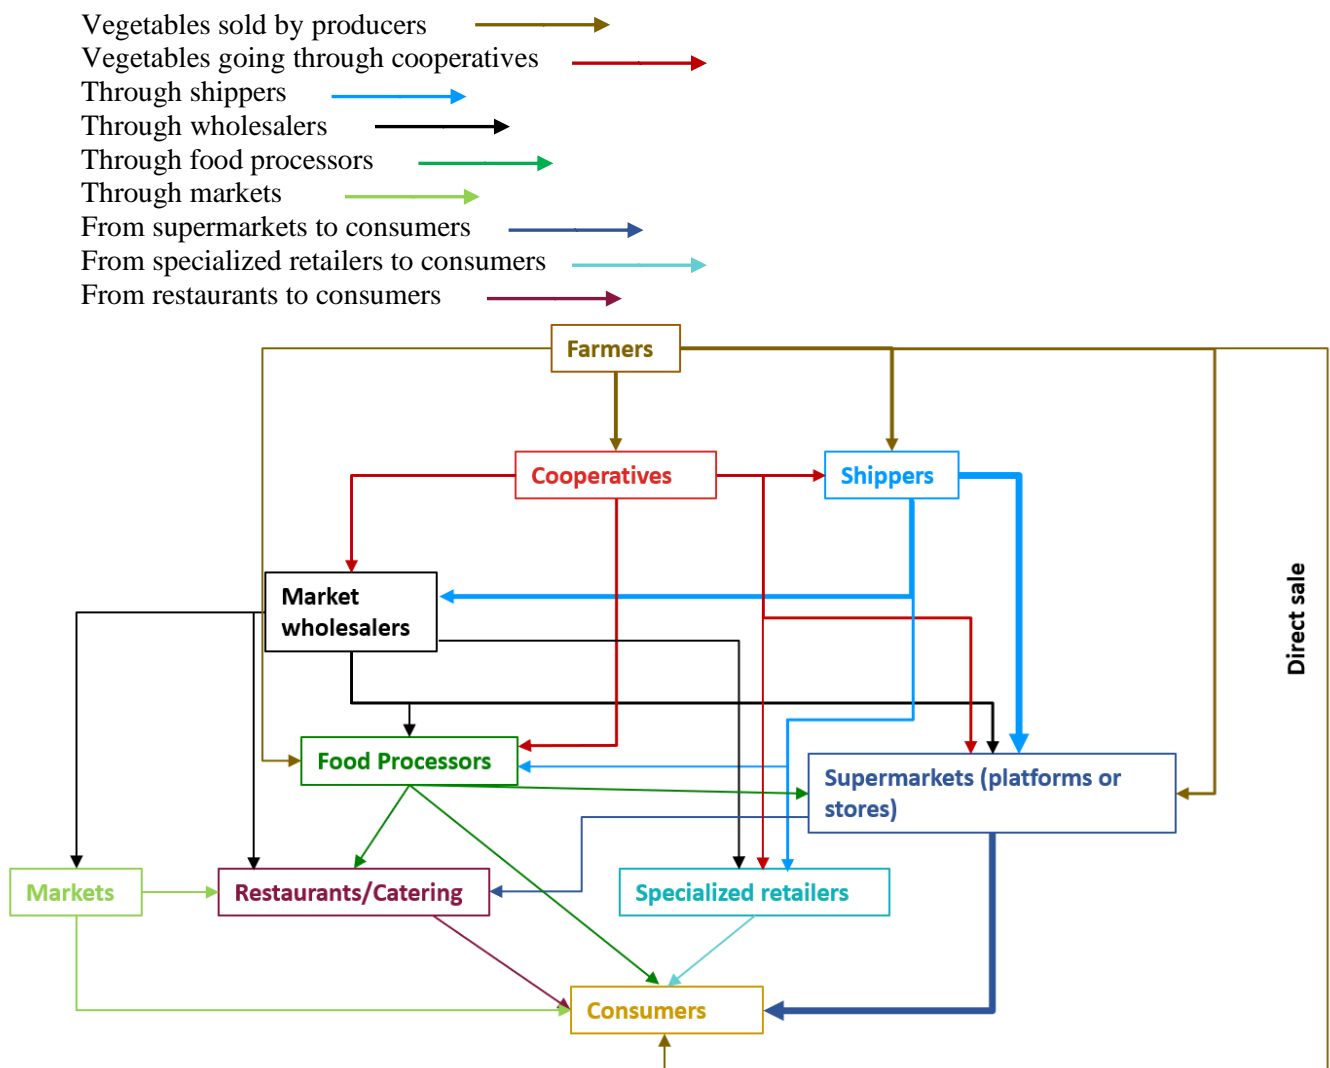 Vegetables sold by producers
Vegetables going through cooperatives
Through shippers
Through wholesalers
Through food processors
Through markets
From supermarkets to consumers
From specialized retailers to consumers
From restaurants to consumers
Farmers
Cooperatives
Shippers
Market
wholesalers
Direct sale
Food Processors
Supermarkets (platforms or
stores)
Markets
Restaurants/Catering
Specialized retailers
Consumers